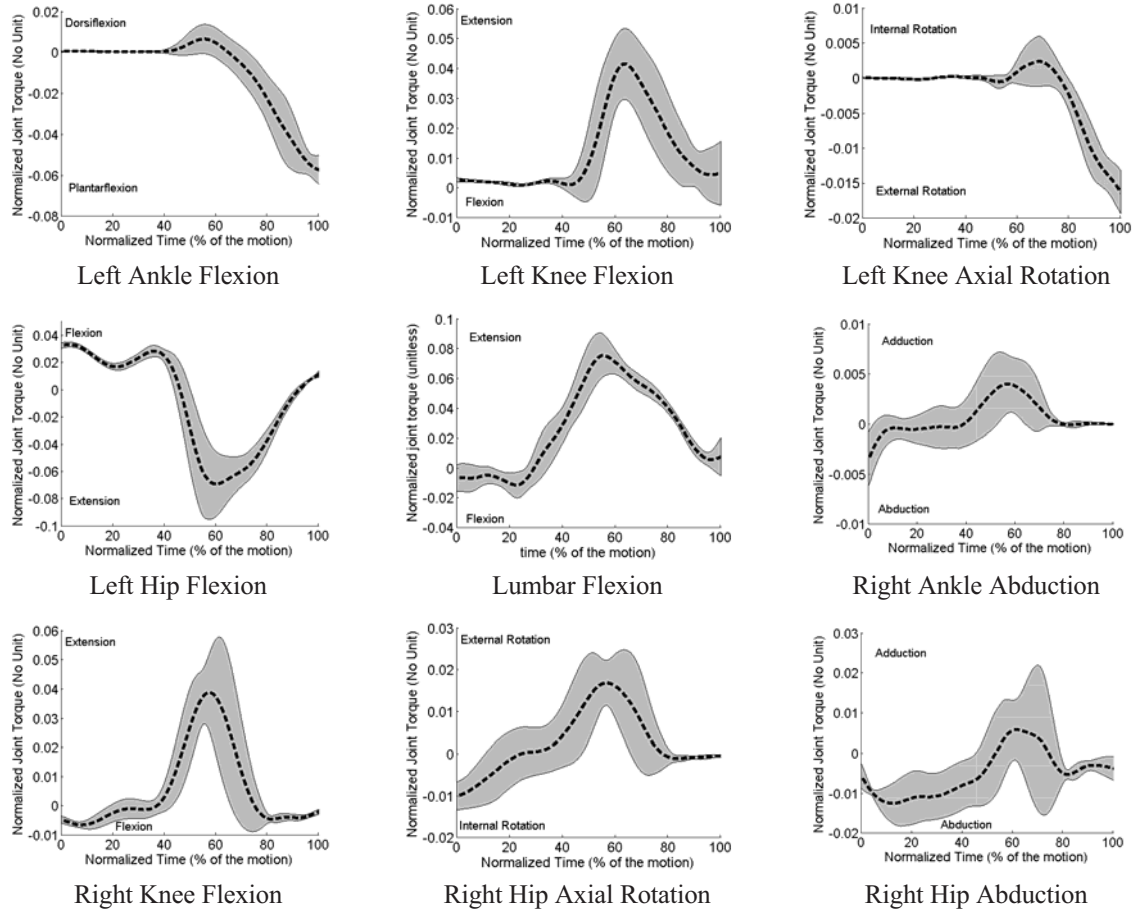 Normalized Joint Torque (No Unit)
0.02
0
-0.02
-0.04
-0.06
-0.08
Dorsiflexion
Plantarflexion
0 20 40 60 80 100
Normalized Time (% of the motion)
Left Ankle Flexion
Normalized Joint Torque (No Unit)
0.06
0.05
0.04
0.03
0.02
0.01
0
-0.01
Extension
Flexion
0 20 40 60 80 100
Normalized Time (% of the motion)
Left Knee Flexion
Normalized Joint Torque (No Unit)
0.01
0.005
0
-0.005
-0.01
-0.015
-0.02
Internal Rotation
External Rotation
0 20 40 60 80 100
Normalized Time (% of the motion)
Left Knee Axial Rotation
Normalized Joint Torque (No Unit)
0.04
0.02
0
-0.02
-0.04
-0.06
-0.08
-0.1
Flexion
Extension
0 20 40 60 80 100
Normalized Time (% of the motion)
Left Hip Flexion
Normalized joint torque (unitless)
0.1
0.08
0.06
0.04
0.02
0
-0.02
-0.04
Extension
Flexion
0 20 40 60 80 100
time (% of the motion)
Lumbar Flexion
Normalized Joint Torque (No Unit)
0.01
0.005
0
-0.005
-0.01
Adduction
Abduction
0 20 40 60 80 100
Normalized Time (% of the motion)
Right Ankle Abduction
Normalized Joint Torque (No Unit)
0.06
0.05
0.04
0.03
0.02
0.01
0
-0.01
Extension
Flexion
0 20 40 60 80 100
Normalized Time (% of the motion)
Right Knee Flexion
Normalized Joint Torque (No Unit)
0.03
0.02
0.01
0
-0.01
-0.02
External Rotation
Internal Rotation
0 20 40 60 80 100
Normalized Time (% of the motion)
Right Hip Axial Rotation
Normalized Joint Torque (No Unit)
0.03
0.02
0.01
0
-0.01
-0.02
Adduction
Abduction
0 20 40 60 80 100
Normalized Time (% of the motion)
Right Hip Abduction